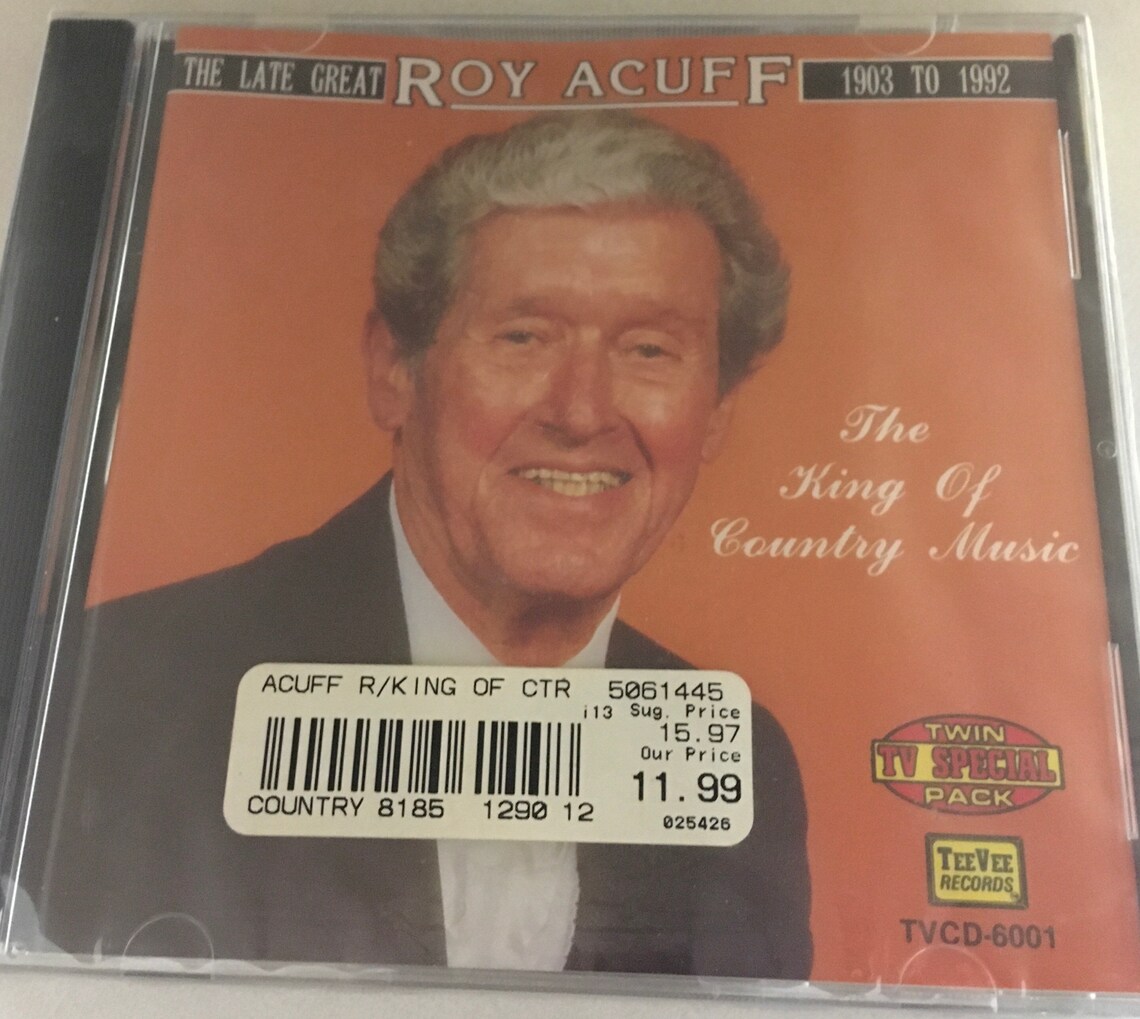 THE LATE GREAT ROY ACUFF 1903 TO 1992
The
King Of
Country Music
ACUFF R/KING OF CTR 5061445
i13 Sug. Price
15.97
Our Price
11.99
COUNTRY 8185 1290 12
025426
TWIN
TV SPECIAL
PACK
TEEVEE
RECORDS
TVCD-6001